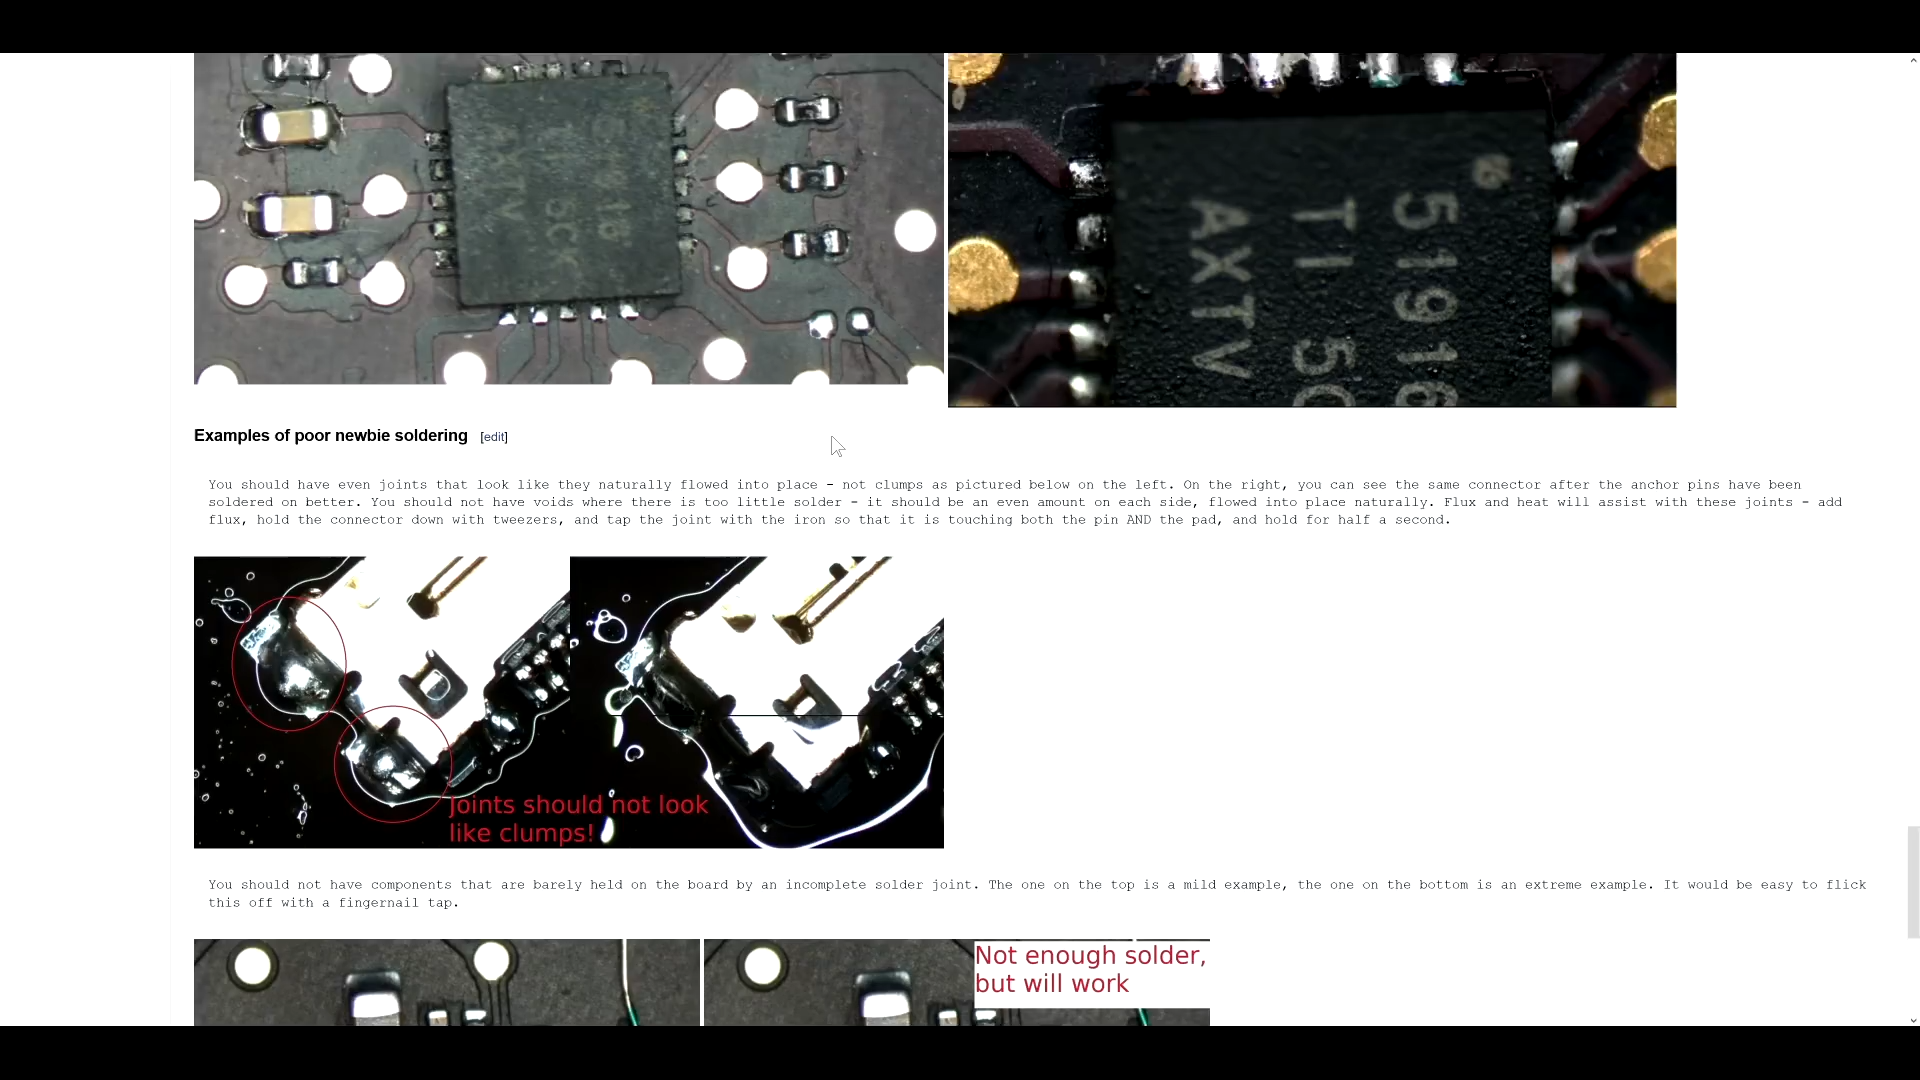 51916
TI 5
AXTV
Examples of poor newbie soldering [edit]
You should have even joints that look like they naturally flowed into place - not clumps as pictured below on the left. On the right, you can see the same connector after the anchor pins have been
soldered on better. You should not have voids where there is too little solder - it should be an even amount on each side, flowed into place naturally. Flux and heat will assist with these joints - add
flux, hold the connector down with tweezers, and tap the joint with the iron so that it is touching both the pin AND the pad, and hold for half a second.
Joints should not look
like clumps!
You should not have components that are barely held on the board by an incomplete solder joint. The one on the top is a mild example, the one on the bottom is an extreme example. It would be easy to flick
this off with a fingernail tap.
Not enough solder,
but will work